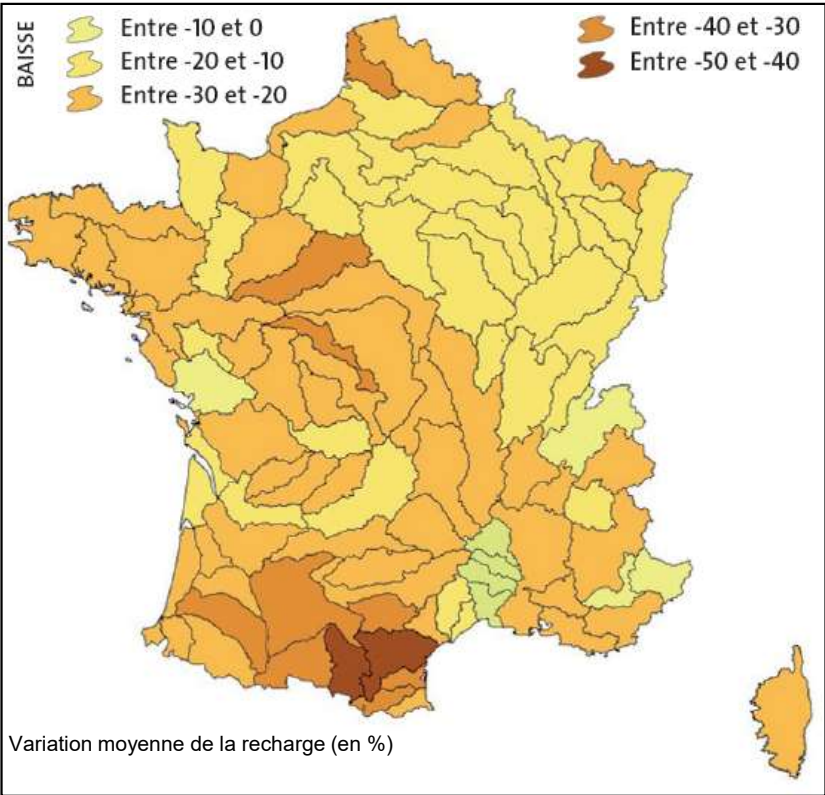 BAISSE
Entre -10 et 0
Entre -20 et -10
Entre -30 et -20
Entre -40 et -30
Entre -50 et -40
Variation moyenne de la recharge (en %)